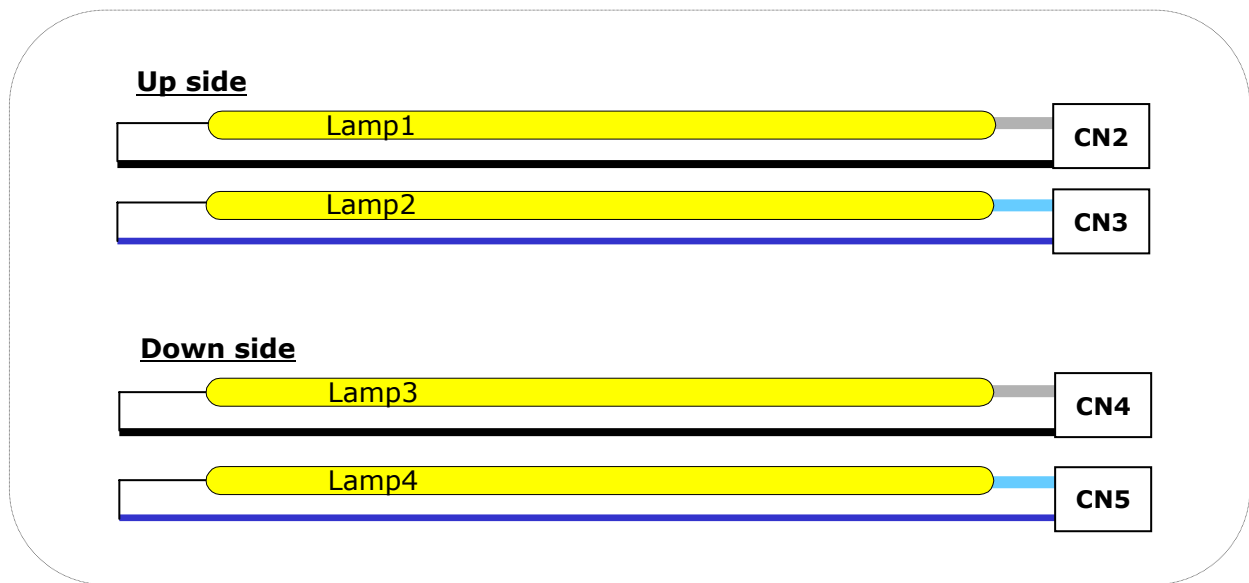 Up side
Lamp1
CN2
Lamp2
CN3
Down side
Lamp3
CN4
Lamp4
CN5